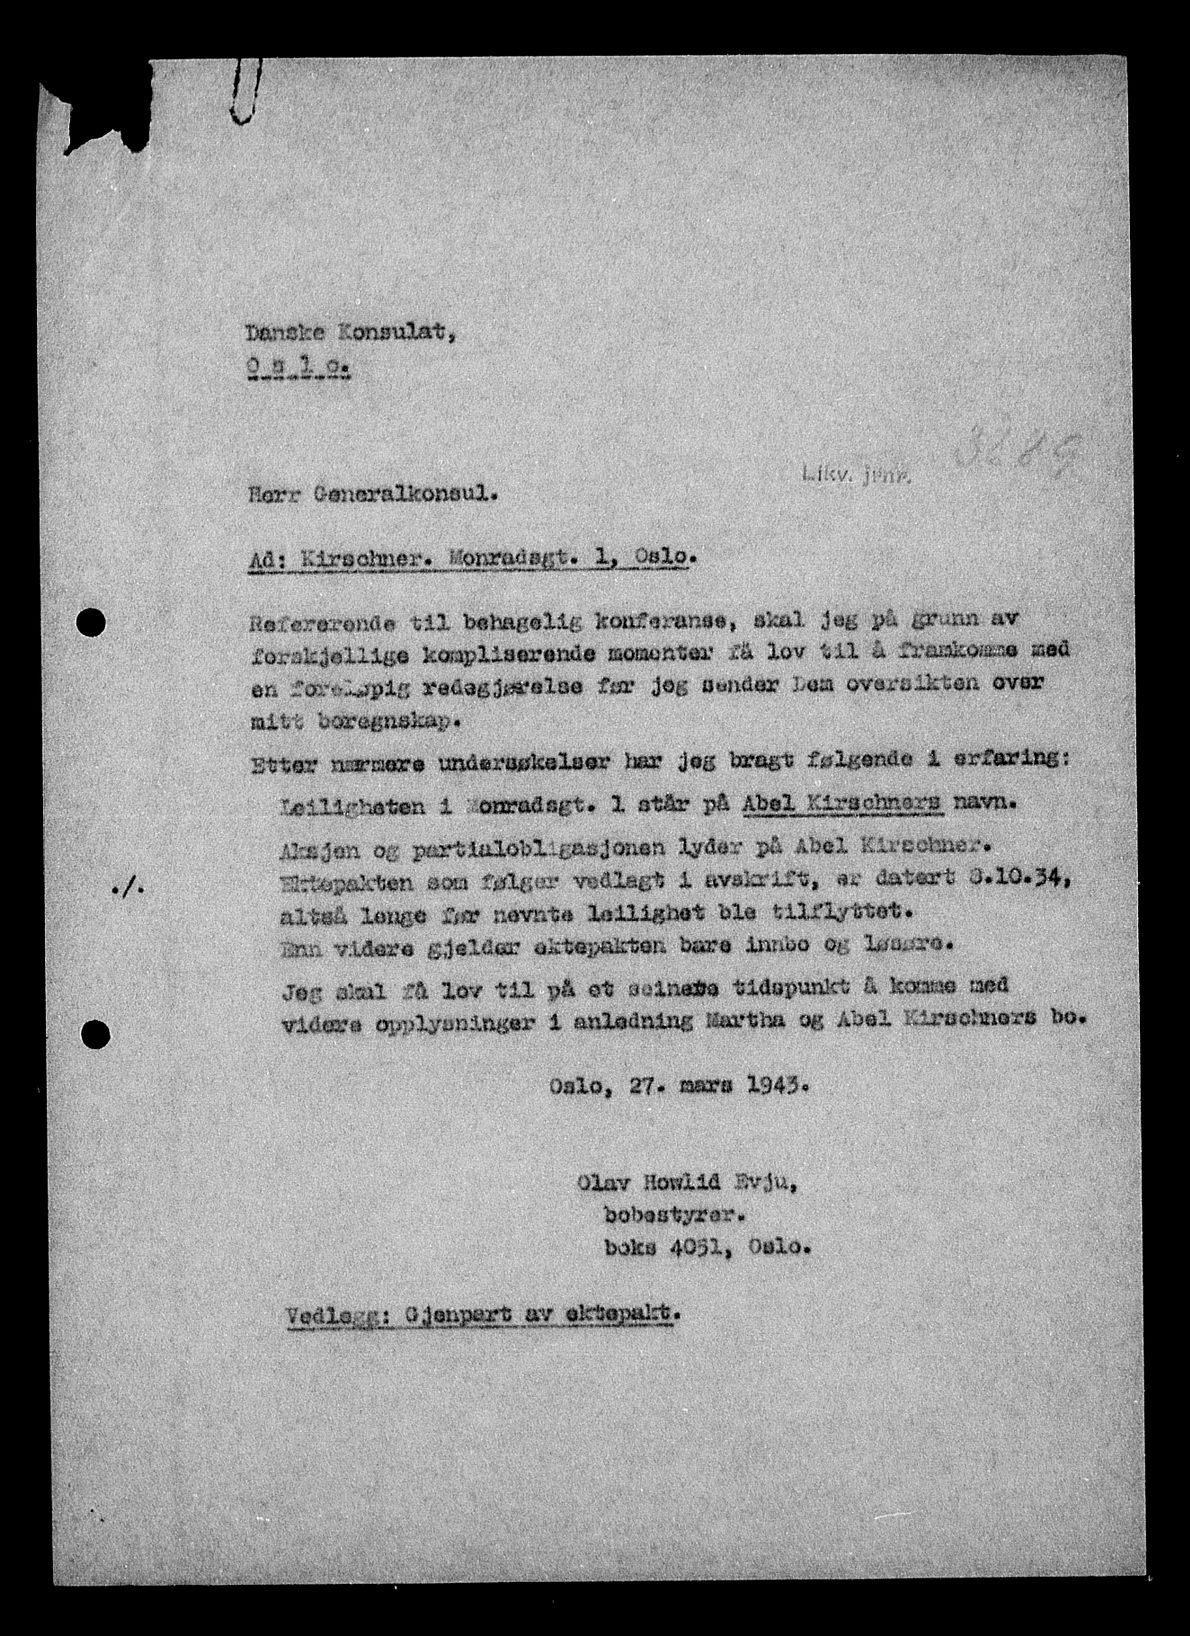 Danske Konsulat,
O s l o.
3289
Likv. jrnr.
Herr Generalkonsul.
Ad: Kirschner. Monradsgt. 1, Oslo.
Refererende til behagelig konferanse, skal jeg på grunn av
forskjellige kompliserende momenter få lov til å framkomme med
en foreløpig redegjørelse før jeg sender Dem oversikten over
mitt boregnskap.
Etter nærmere undersøkelser har jeg bragt følgende i erfaring:
Leiligheten i Monradsgt. 1 står på Abel Kirschners navn.
Aksjen og partialobligasjonen lyder på Abel Kirschner.
./. Ektepakten som følger vedlagt i avskrift, er datert 8.10.34,
altså lenge før nevnte leilighet ble tilflyttet.
Enn videre gjelder ektepakten bare innbo og løsøre.
Jeg skal få lov til på et seinere tidspunkt å komme med
videre opplysninger i anledning Martha og Abel Kirschners bo.
Oslo, 27. mars 1943.
Olav Howlid Evju,
bobestyrer.
boks 4051, Oslo.
Vedlegg: Gjenpart av ektepakt.